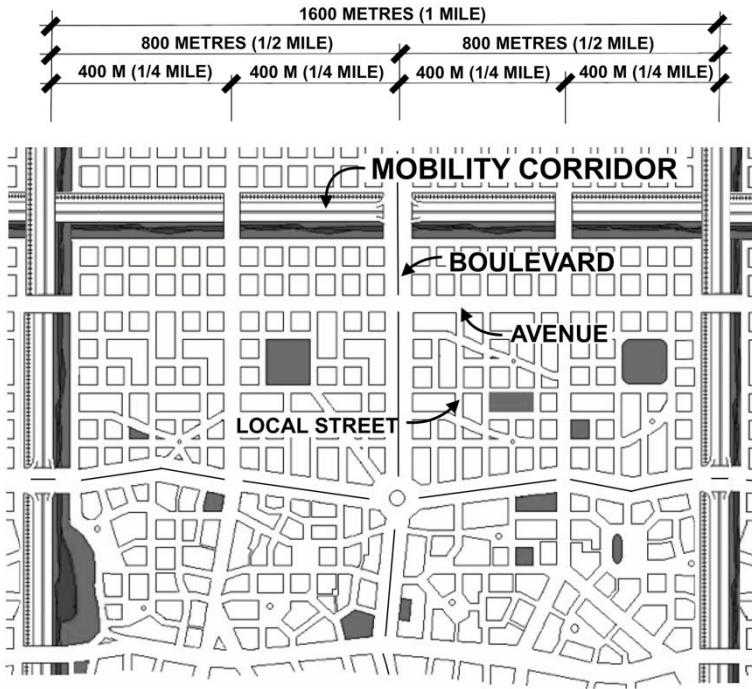 1600 METRES (1 MILE)
800 METRES (1/2 MILE) 800 METRES (1/2 MILE)
400 M (1/4 MILE) 400 M (1/4 MILE) 400 M (1/4 MILE) 400 M (1/4 MILE)
MOBILITY CORRIDOR
BOULEVARD
AVENUE
LOCAL STREET